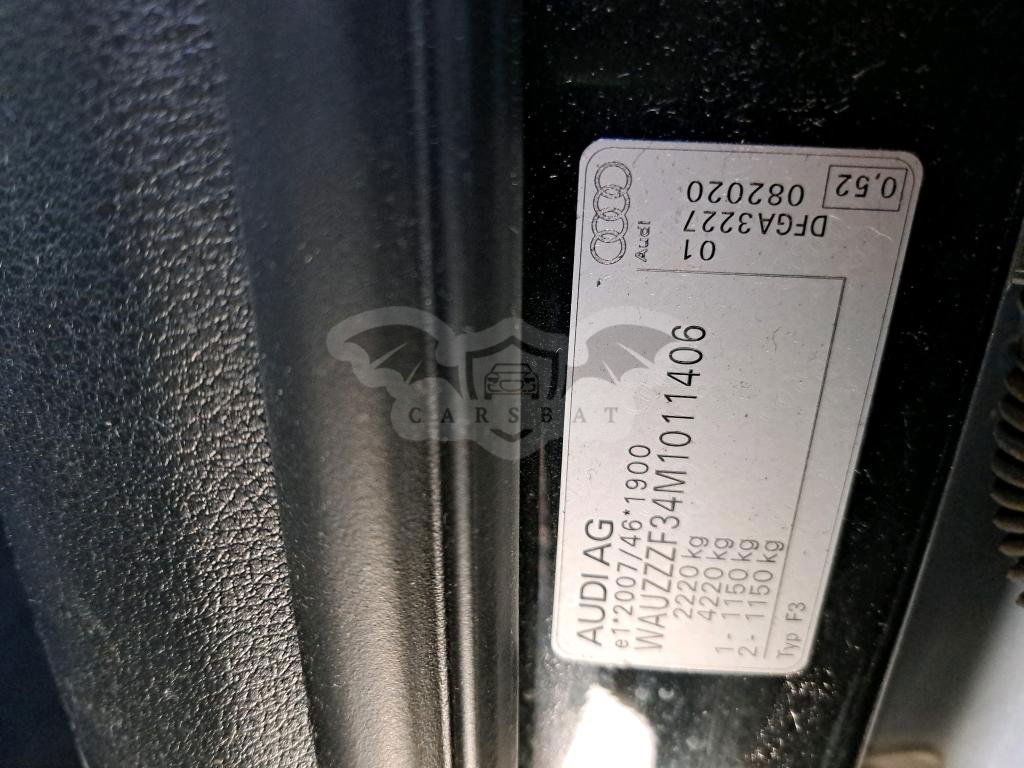 AUDI AG
e1*2007/46*1900
WAUZZZF34M1011406
2220 kg
4220 kg
1- 1150 kg
2- 1150 kg
Typ F3
Audi
01
DFGA3227
082020
0,52
CARSBAT